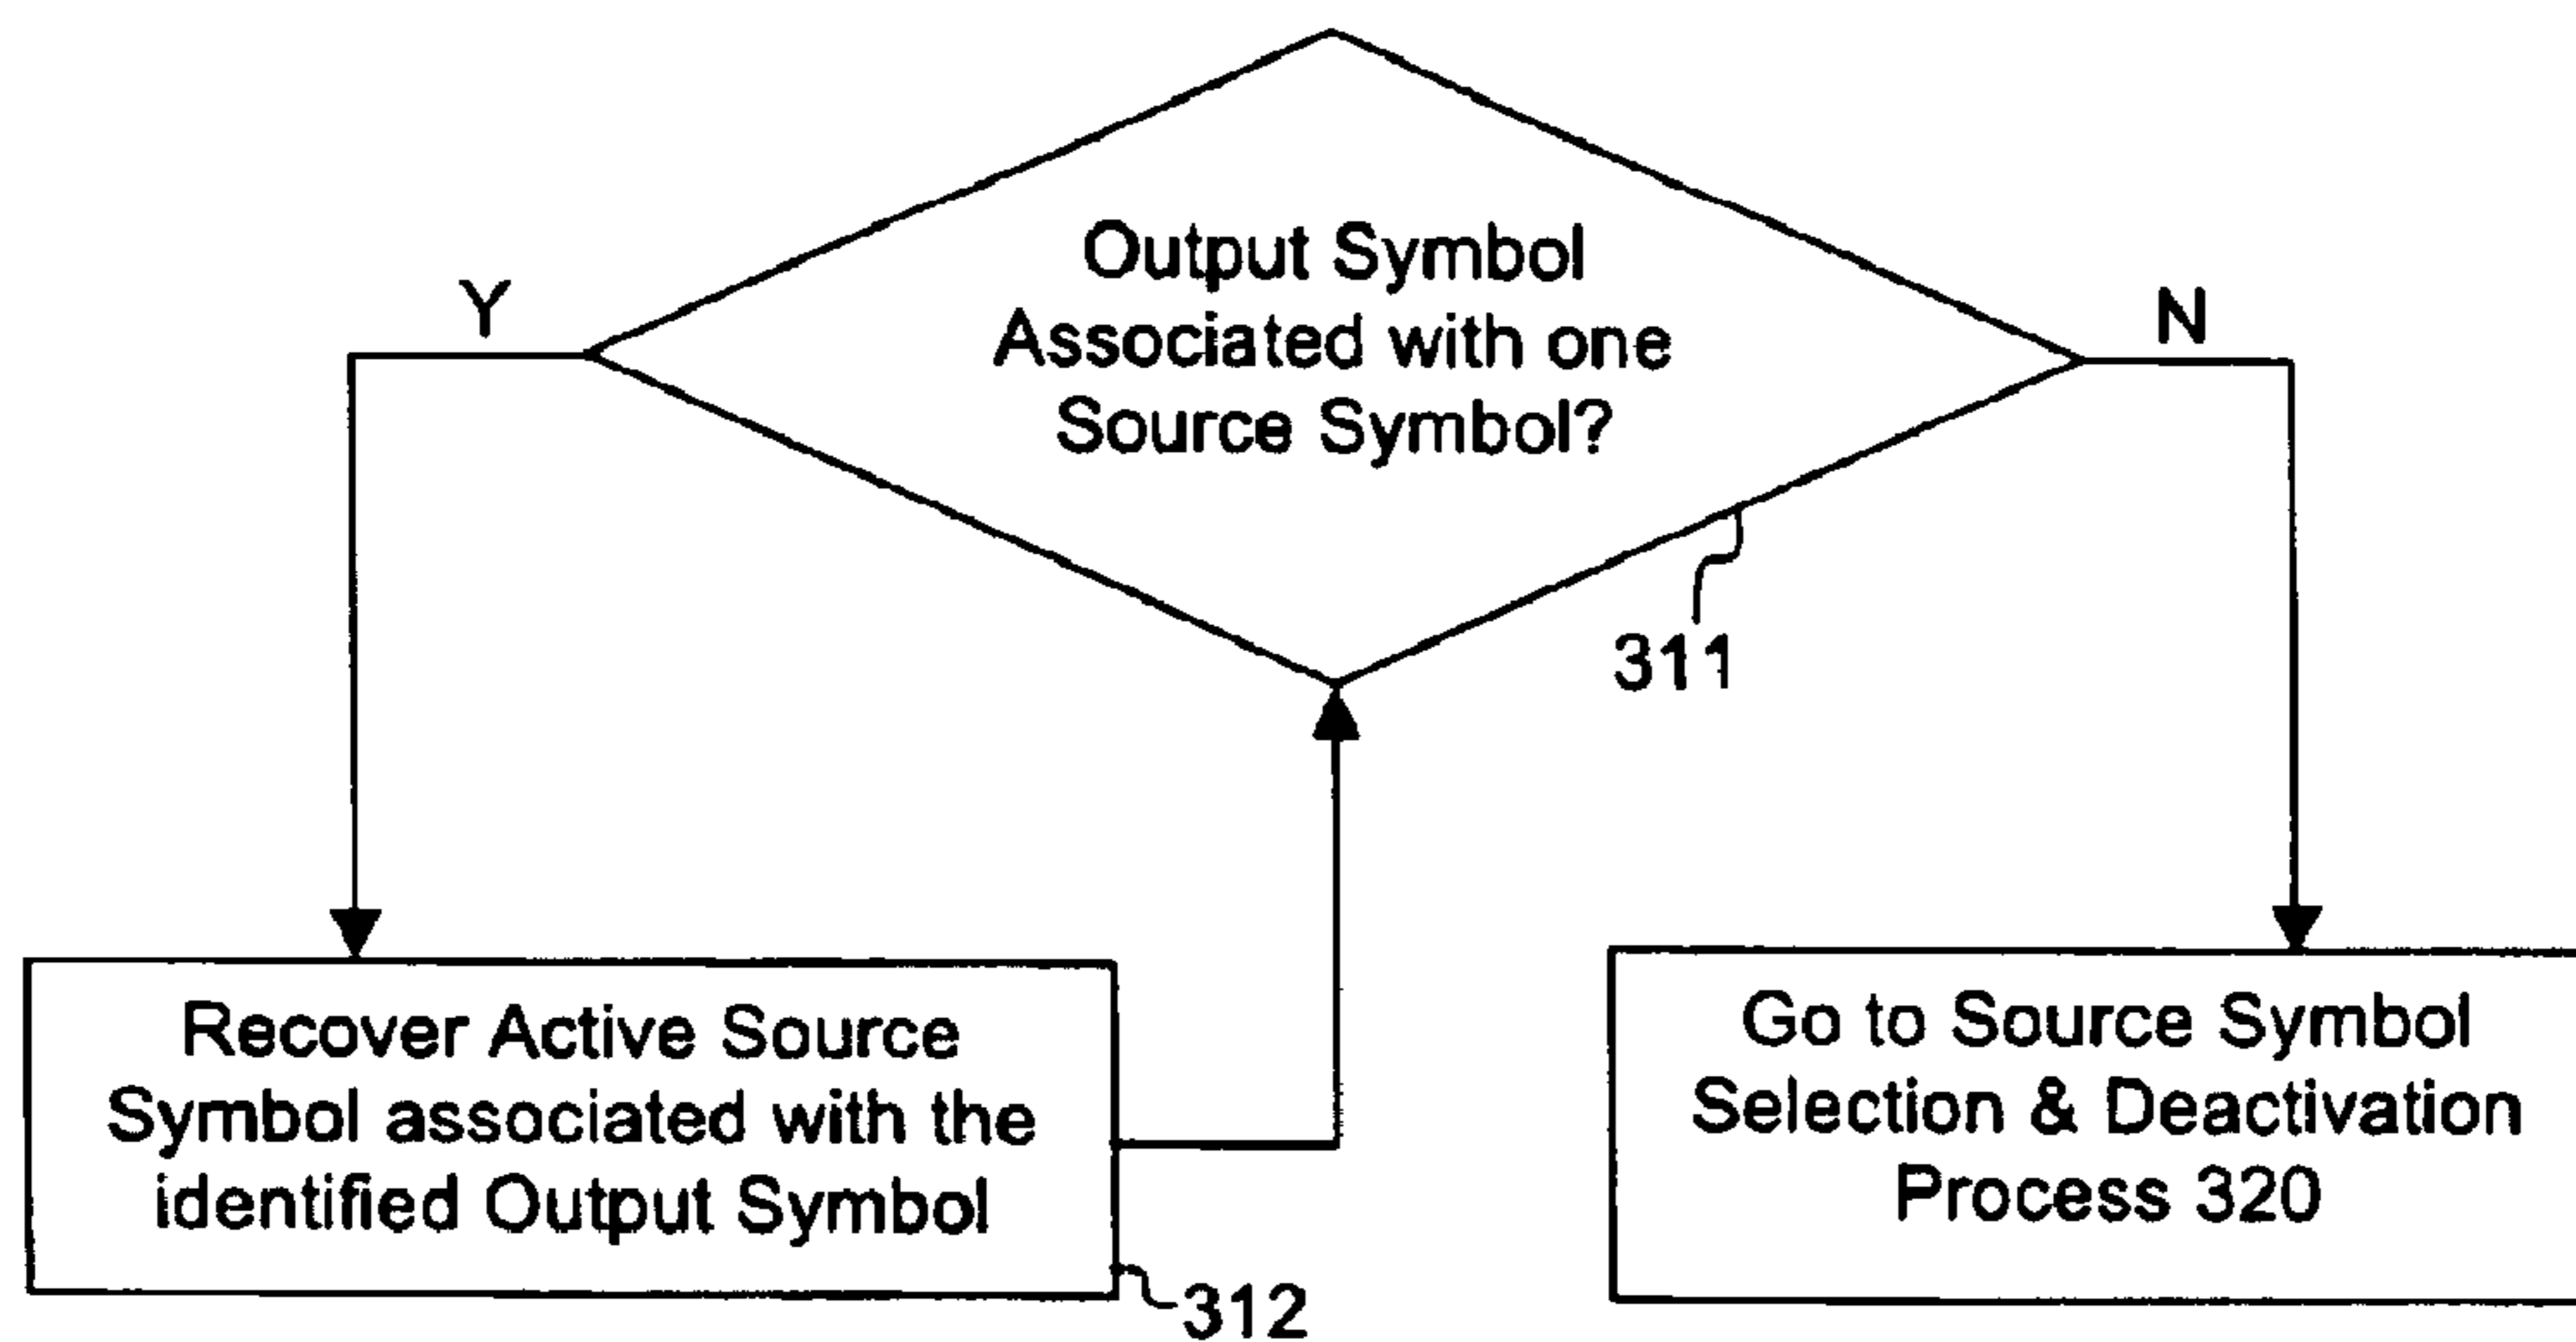 Output Symbol
Associated with one
Source Symbol?
Y
N
311
Recover Active Source
Symbol associated with the
identified Output Symbol
312
Go to Source Symbol
Selection & Deactivation
Process 320